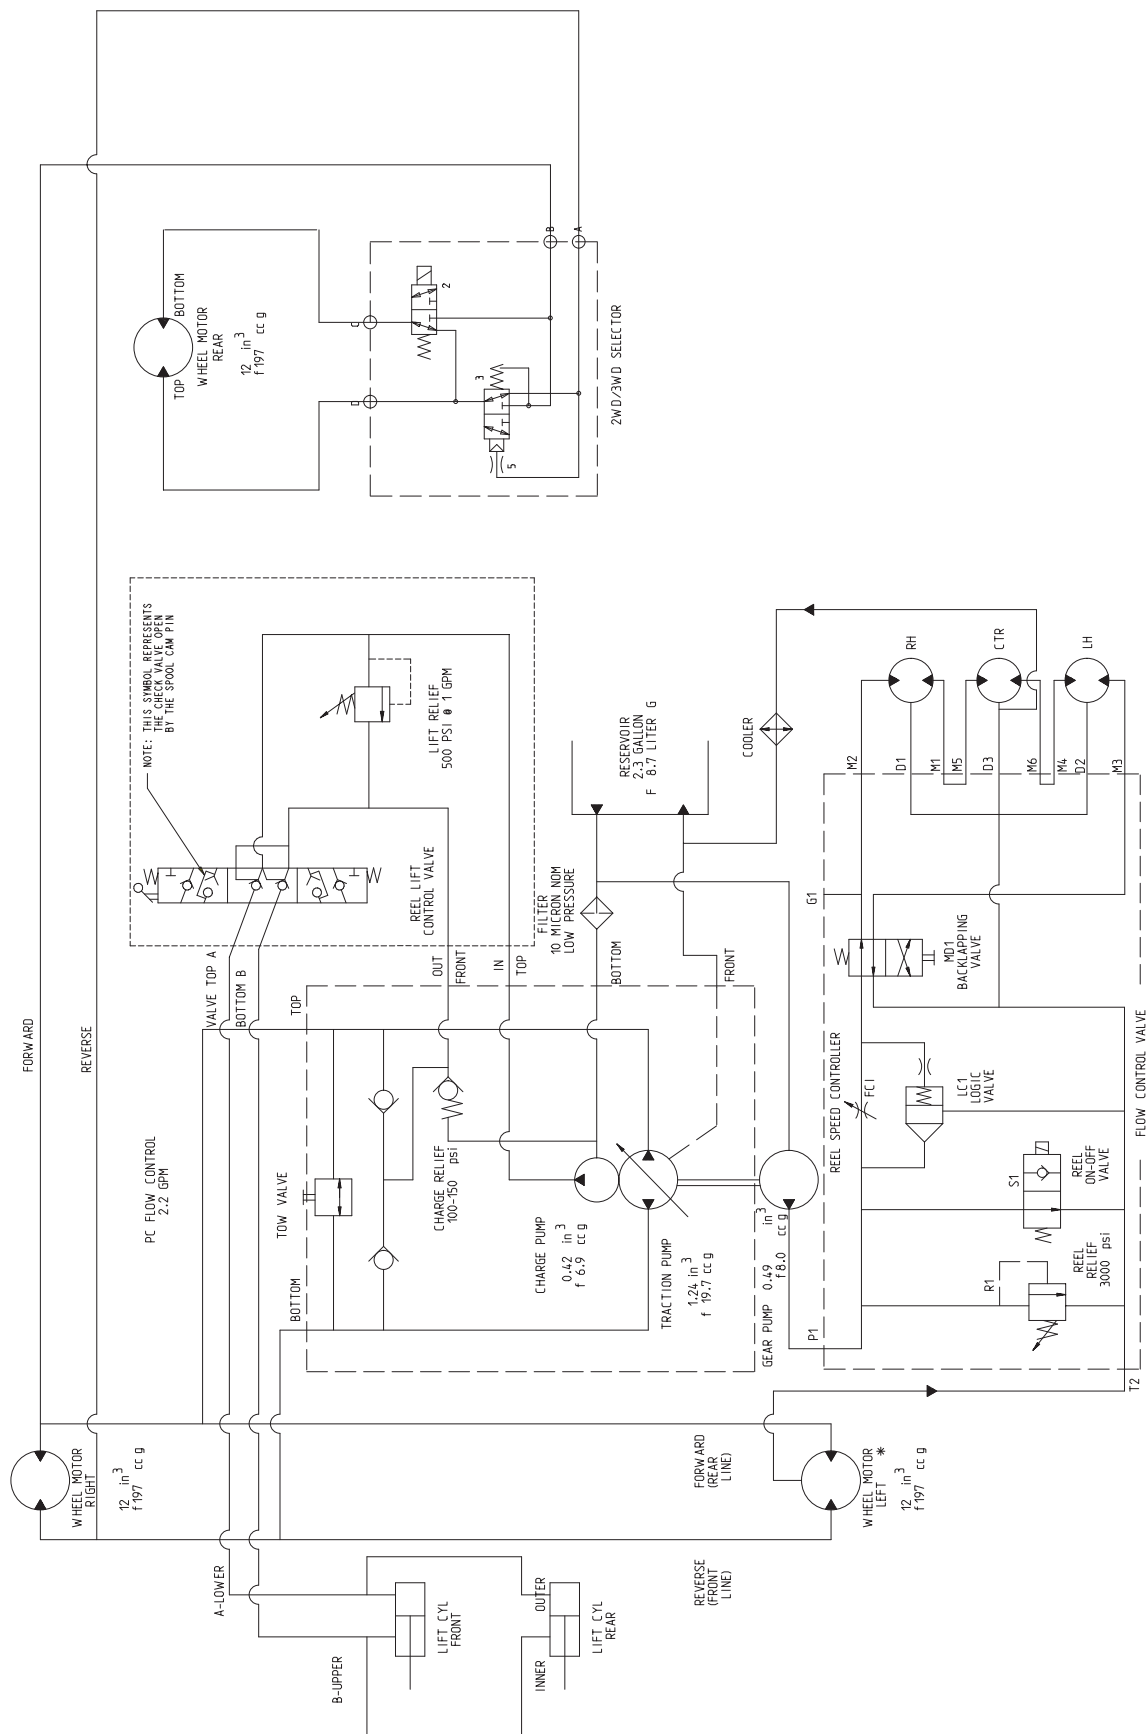 FORWARD
REVERSE
TOP
BOTTOM
WHEEL MOTOR
REAR
12 in³
f197 cc g
D
D
2
3
5
B
A
2WD/3WD SELECTOR
NOTE: THIS SYMBOL REPRESENTS
THE CHECK VALVE OPEN
BY THE SPOOL CAM PIN
LIFT RELIEF
500 PSI @ 1 GPM
REEL LIFT
CONTROL VALVE
VALVE TOP A
BOTTOM B
OUT
FRONT
IN
TOP
TOP
FILTER
10 MICRON NOM
LOW PRESSURE
BOTTOM
FRONT
RESERVOIR
2.3 GALLON
F 8.7 LITER G
COOLER
PC FLOW CONTROL
2.2 GPM
TOW VALVE
BOTTOM
CHARGE RELIEF
100-150 psi
CHARGE PUMP
0.42 in³
f 6.9 cc g
TRACTION PUMP
1.24 in³
f 19.7 cc g
GEAR PUMP 0.49 in³
f8.0 cc g
RH
CTR
LH
M2
D1
M1
M5
D3
M6
M4
D2
M3
G1
MD1
BACKLAPPING
VALVE
REEL SPEED CONTROLLER
FC1
LC1
LOGIC
VALVE
S1
REEL
ON-OFF
VALVE
R1
REEL
RELIEF
3000 psi
P1
T2
FLOW CONTROL VALVE
WHEEL MOTOR
RIGHT
12 in³
f197 cc g
FORWARD
(REAR
LINE)
REVERSE
(FRONT
LINE)
WHEEL MOTOR *
LEFT
12 in³
f197 cc g
A-LOWER
B-UPPER
LIFT CYL
FRONT
OUTER
INNER
LIFT CYL
REAR